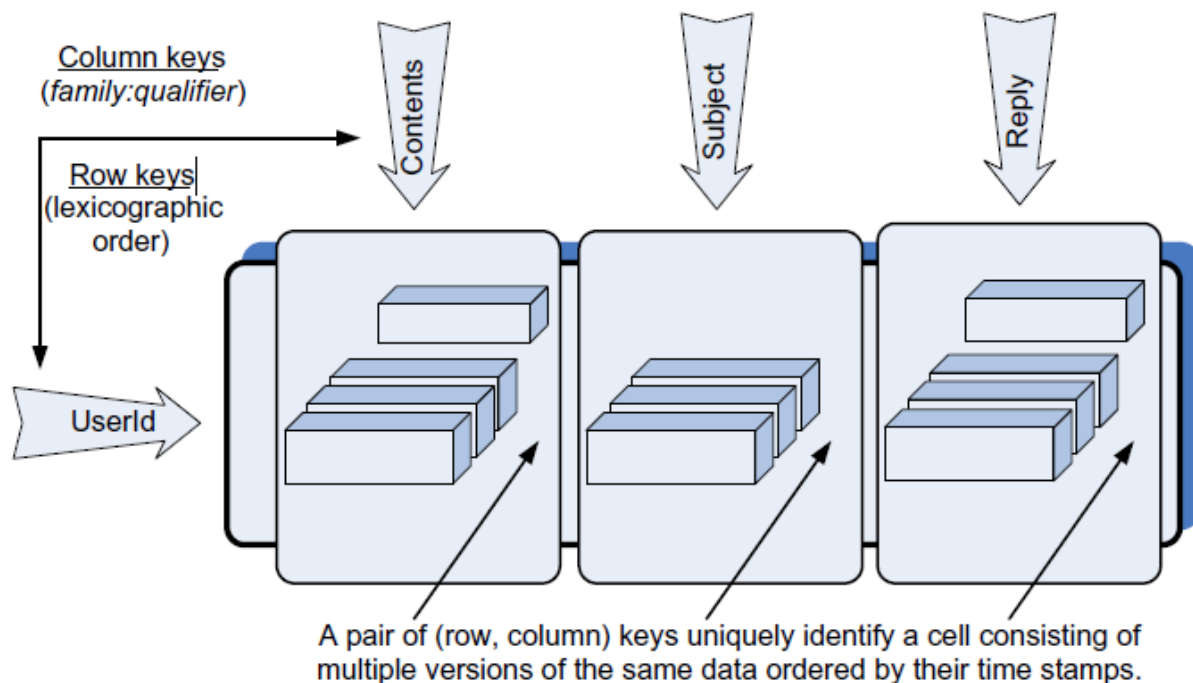 Column keys
(family:qualifier)
Row keys
(lexicographic
order)
Contents
Subject
Reply
UserId
A pair of (row, column) keys uniquely identify a cell consisting of
multiple versions of the same data ordered by their time stamps.